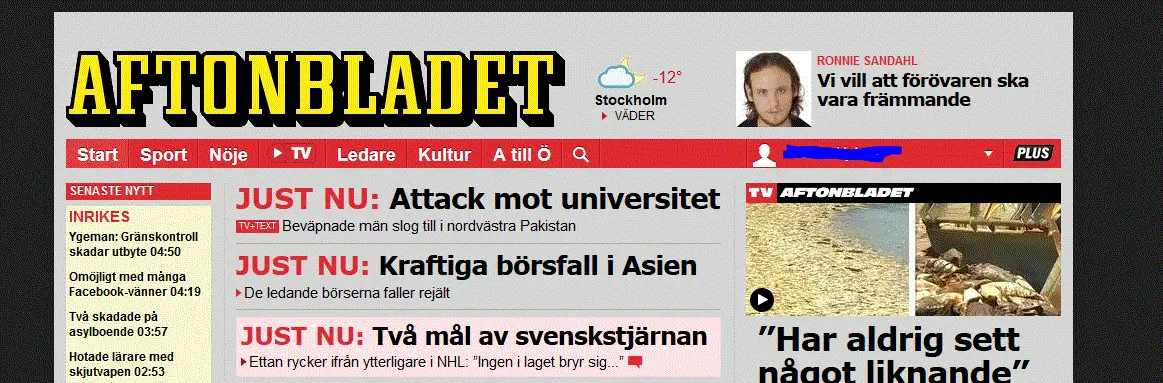 AFTONBLADET
-12°
Stockholm
VÄDER
RONNIE SANDAHL
Vi vill att förövaren ska
vara främmande
Start Sport Nöje TV Ledare Kultur A till Ö PLUS
SENASTE NYTT
INRIKES
Ygeman: Gränskontroll
skadar utbyte 04:50
Omöjligt med många
Facebook-vänner 04:19
Två skadade på
asylboende 03:57
Hotade lärare med
skjutvapen 02:53
JUST NU: Attack mot universitet
TV+TEXT Beväpnade män slog till i nordvästra Pakistan
JUST NU: Kraftiga börsfall i Asien
De ledande börserna faller rejält
JUST NU: Två mål av svenskstjärnan
Ettan rycker ifrån ytterligare i NHL: ”Ingen i laget bryr sig...”
TV AFTONBLADET
”Har aldrig sett
något liknande”